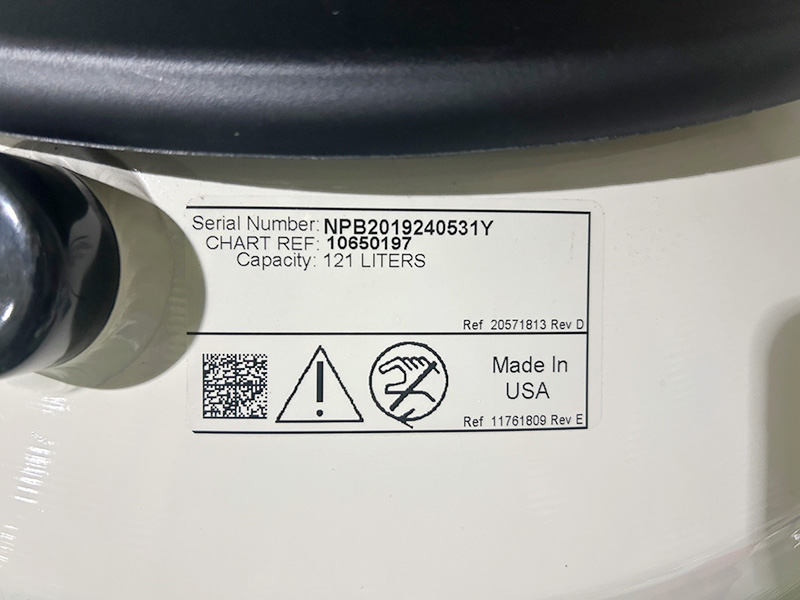 Serial Number: NPB2019240531Y
CHART REF: 10650197
Capacity: 121 LITERS
Ref 20571813 Rev D
Made In
USA
Ref 11761809 Rev E